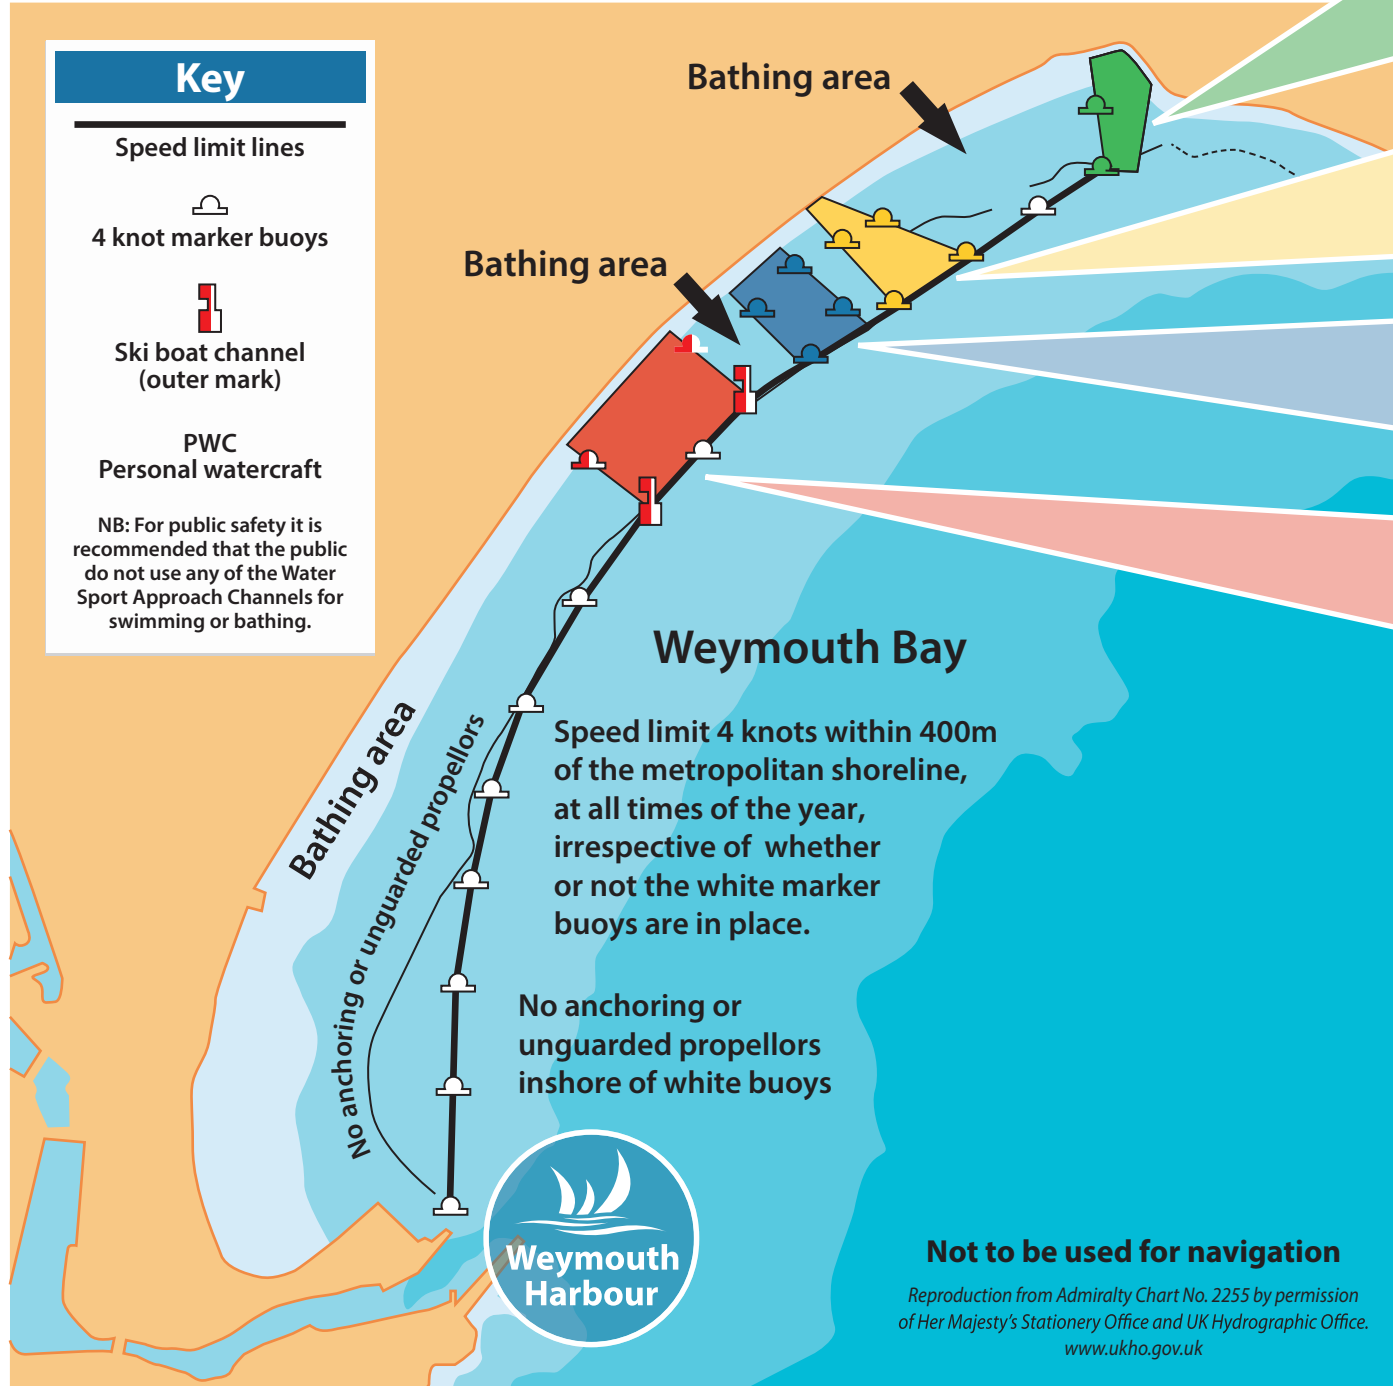 Key
Speed limit lines
4 knot marker buoys
Ski boat channel
(outer mark)
PWC
Personal watercraft
NB: For public safety it is
recommended that the public
do not use any of the Water
Sport Approach Channels for
swimming or bathing.
Bathing area
Bathing area
Bathing area
No anchoring or unguarded propellors
Weymouth Bay
Speed limit 4 knots within 400m
of the metropolitan shoreline,
at all times of the year,
irrespective of whether
or not the white marker
buoys are in place.
No anchoring or
unguarded propellors
inshore of white buoys
Weymouth
Harbour
Not to be used for navigation
Reproduction from Admiralty Chart No. 2255 by permission
of Her Majesty's Stationery Office and UK Hydrographic Office.
www.ukho.gov.uk